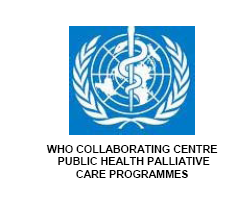 WHO COLLABORATING CENTRE
PUBLIC HEALTH PALLIATIVE
CARE PROGRAMMES